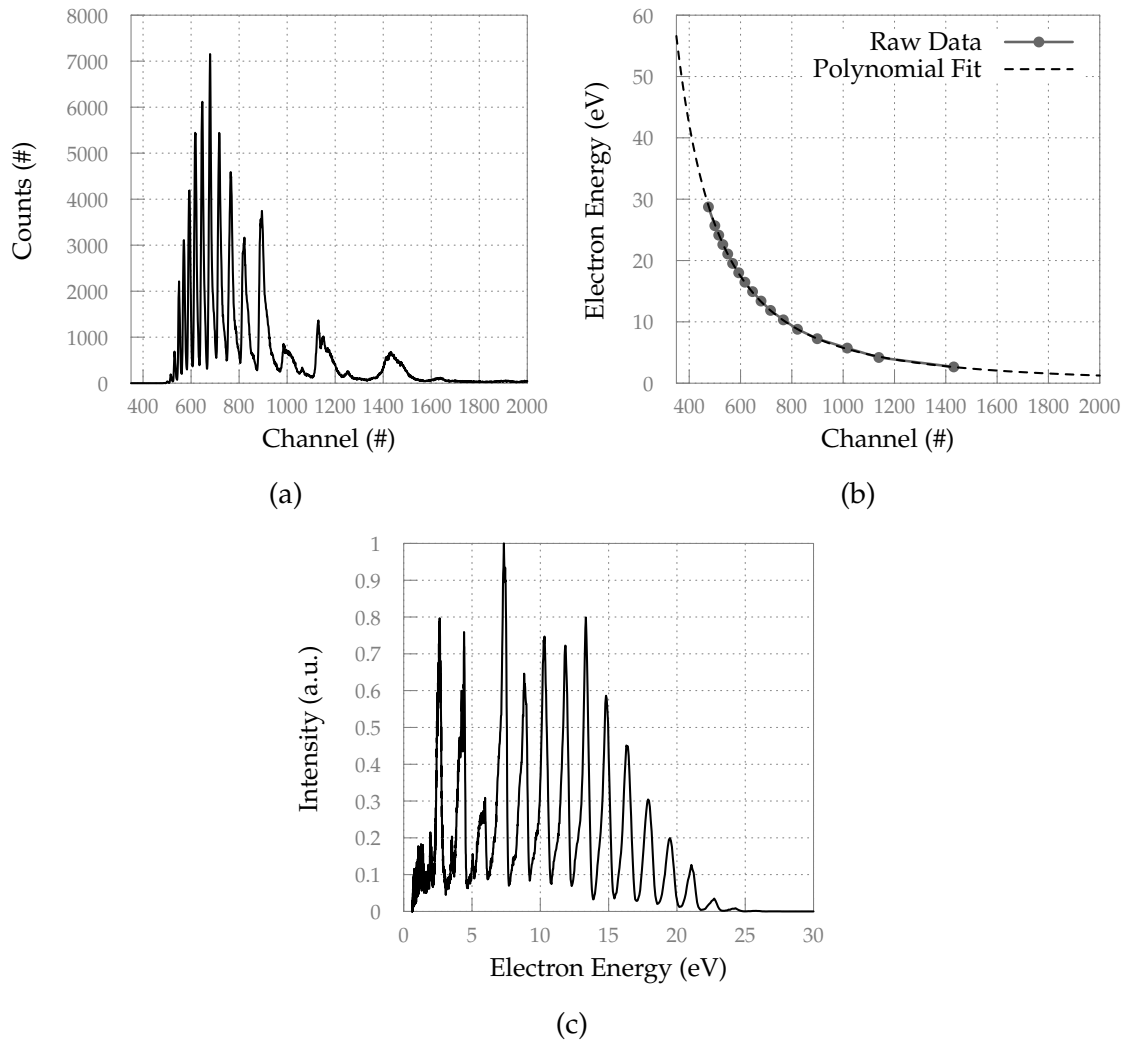 8000
7000
6000
5000
4000
3000
2000
1000
0
400 600 800 1000 1200 1400 1600 1800 2000
Counts (#)
Channel (#)
(a)
60
50
40
30
20
10
0
400 600 800 1000 1200 1400 1600 1800 2000
Electron Energy (eV)
Channel (#)
Raw Data
Polynomial Fit
(b)
1
0.9
0.8
0.7
0.6
0.5
0.4
0.3
0.2
0.1
0
0 5 10 15 20 25 30
Intensity (a.u.)
Electron Energy (eV)
(c)